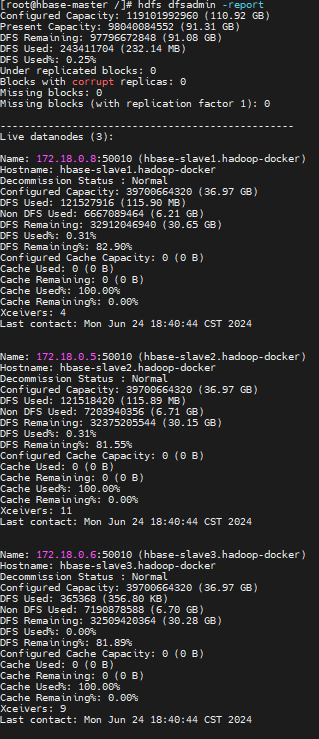 [root@hbase-master /]# hdfs dfsadmin -report
Configured Capacity: 119101992960 (110.92 GB)
Present Capacity: 98040084552 (91.31 GB)
DFS Remaining: 97796672848 (91.08 GB)
DFS Used: 243411704 (232.14 MB)
DFS Used%: 0.25%
Under replicated blocks: 0
Blocks with corrupt replicas: 0
Missing blocks: 0
Missing blocks (with replication factor 1): 0
-------------------------------------------------
Live datanodes (3):
Name: 172.18.0.8:50010 (hbase-slave1.hadoop-docker)
Hostname: hbase-slave1.hadoop-docker
Decommission Status : Normal
Configured Capacity: 39700664320 (36.97 GB)
DFS Used: 121527916 (115.90 MB)
Non DFS Used: 6667089464 (6.21 GB)
DFS Remaining: 32912046940 (30.65 GB)
DFS Used%: 0.31%
DFS Remaining%: 82.90%
Configured Cache Capacity: 0 (0 B)
Cache Used: 0 (0 B)
Cache Remaining: 0 (0 B)
Cache Used%: 100.00%
Cache Remaining%: 0.00%
Xceivers: 4
Last contact: Mon Jun 24 18:40:44 CST 2024
Name: 172.18.0.5:50010 (hbase-slave2.hadoop-docker)
Hostname: hbase-slave2.hadoop-docker
Decommission Status : Normal
Configured Capacity: 39700664320 (36.97 GB)
DFS Used: 121518420 (115.89 MB)
Non DFS Used: 7203940356 (6.71 GB)
DFS Remaining: 32375205544 (30.15 GB)
DFS Used%: 0.31%
DFS Remaining%: 81.55%
Configured Cache Capacity: 0 (0 B)
Cache Used: 0 (0 B)
Cache Remaining: 0 (0 B)
Cache Used%: 100.00%
Cache Remaining%: 0.00%
Xceivers: 11
Last contact: Mon Jun 24 18:40:44 CST 2024
Name: 172.18.0.6:50010 (hbase-slave3.hadoop-docker)
Hostname: hbase-slave3.hadoop-docker
Decommission Status : Normal
Configured Capacity: 39700664320 (36.97 GB)
DFS Used: 365368 (356.80 KB)
Non DFS Used: 7190878588 (6.70 GB)
DFS Remaining: 32509420364 (30.28 GB)
DFS Used%: 0.00%
DFS Remaining%: 81.89%
Configured Cache Capacity: 0 (0 B)
Cache Used: 0 (0 B)
Cache Remaining: 0 (0 B)
Cache Used%: 100.00%
Cache Remaining%: 0.00%
Xceivers: 9
Last contact: Mon Jun 24 18:40:44 CST 2024